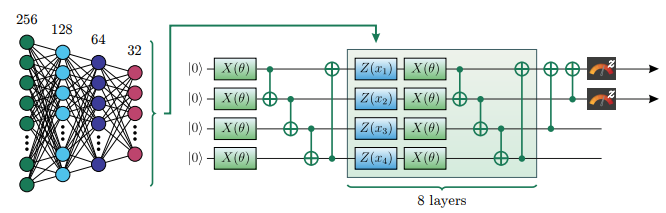 256
128
64
32
|0⟩ X(θ) Z(x₁) X(θ) z
|0⟩ X(θ) Z(x₂) X(θ) z
|0⟩ X(θ) Z(x₃) X(θ)
|0⟩ X(θ) Z(x₄) X(θ)
8 layers